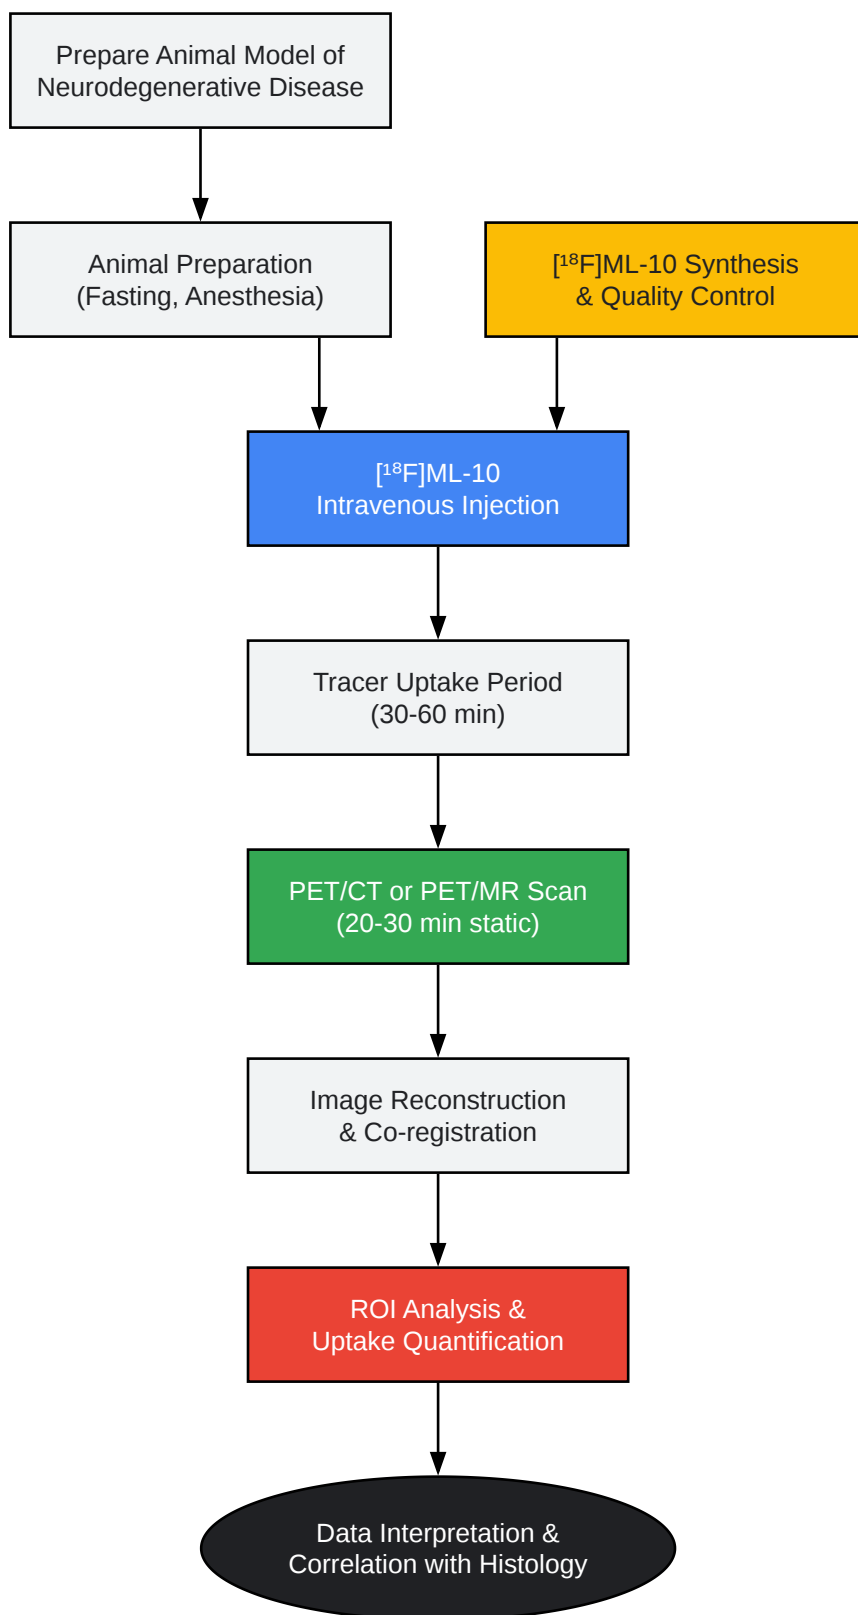 Prepare Animal Model of
Neurodegenerative Disease
Animal Preparation
(Fasting, Anesthesia)
[¹⁸F]ML-10 Synthesis
& Quality Control
[¹⁸F]ML-10
Intravenous Injection
Tracer Uptake Period
(30-60 min)
PET/CT or PET/MR Scan
(20-30 min static)
Image Reconstruction
& Co-registration
ROI Analysis &
Uptake Quantification
Data Interpretation &
Correlation with Histology